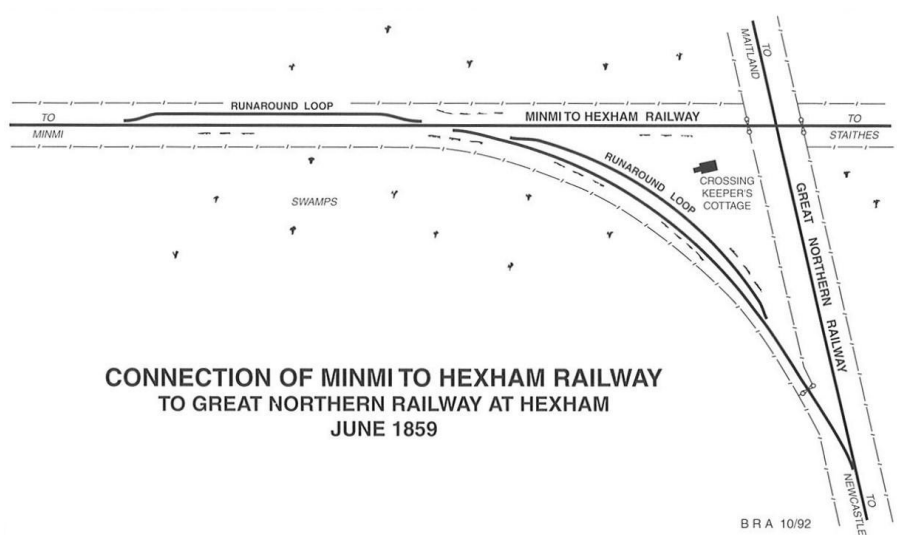 TO
MAITLAND
RUNAROUND LOOP
TO
MINMI
MINMI TO HEXHAM RAILWAY
TO
STAITHES
RUNAROUND LOOP
CROSSING
KEEPER'S
COTTAGE
SWAMPS
GREAT NORTHERN RAILWAY
CONNECTION OF MINMI TO HEXHAM RAILWAY
TO GREAT NORTHERN RAILWAY AT HEXHAM
JUNE 1859
TO
NEWCASTLE
B R A 10/92